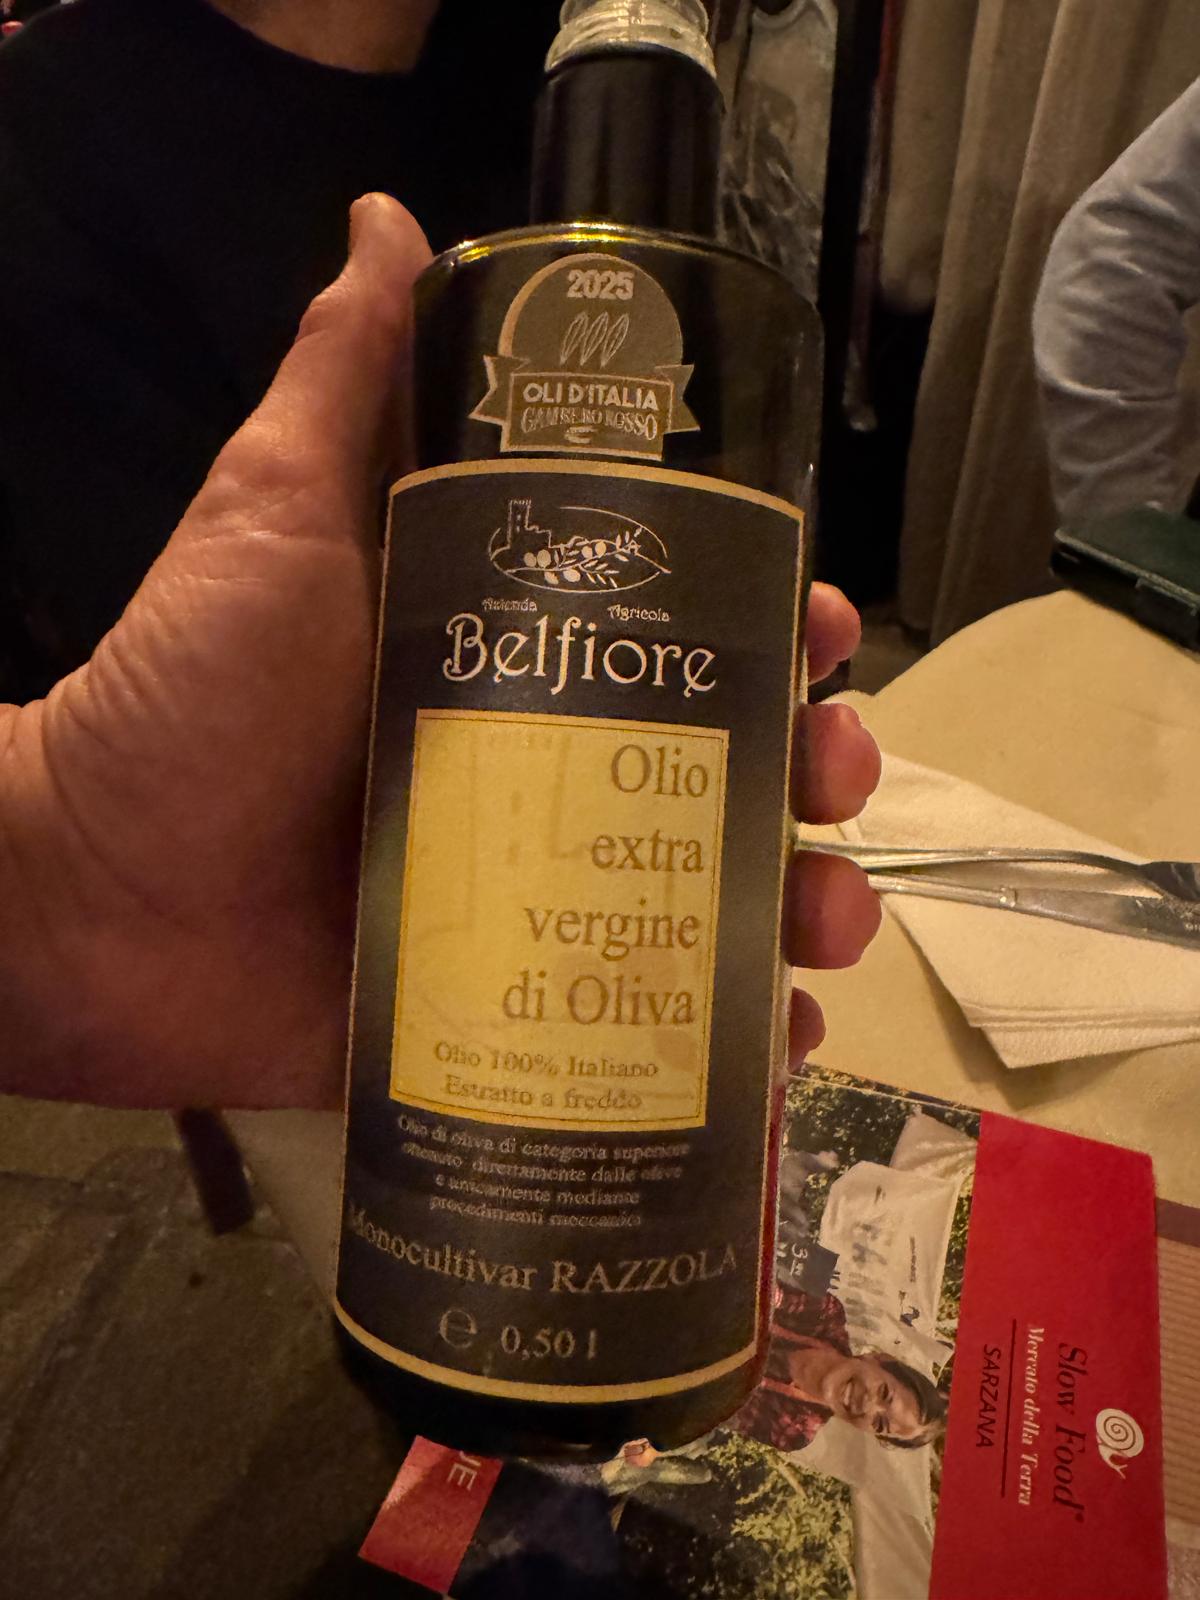 2025
OLI D'ITALIA
GAMBERO ROSSO
Azienda Agricola
Belfiore
Olio
extra
vergine
di Oliva
Olio 100% Italiano
Estratto a freddo
Olio di oliva di categoria superiore
ottenuto direttamente dalle olive
e unicamente mediante
procedimenti meccanici
Monocultivar RAZZOLA
℮ 0,50 l
Slow Food®
Mercato della Terra
SARZANA